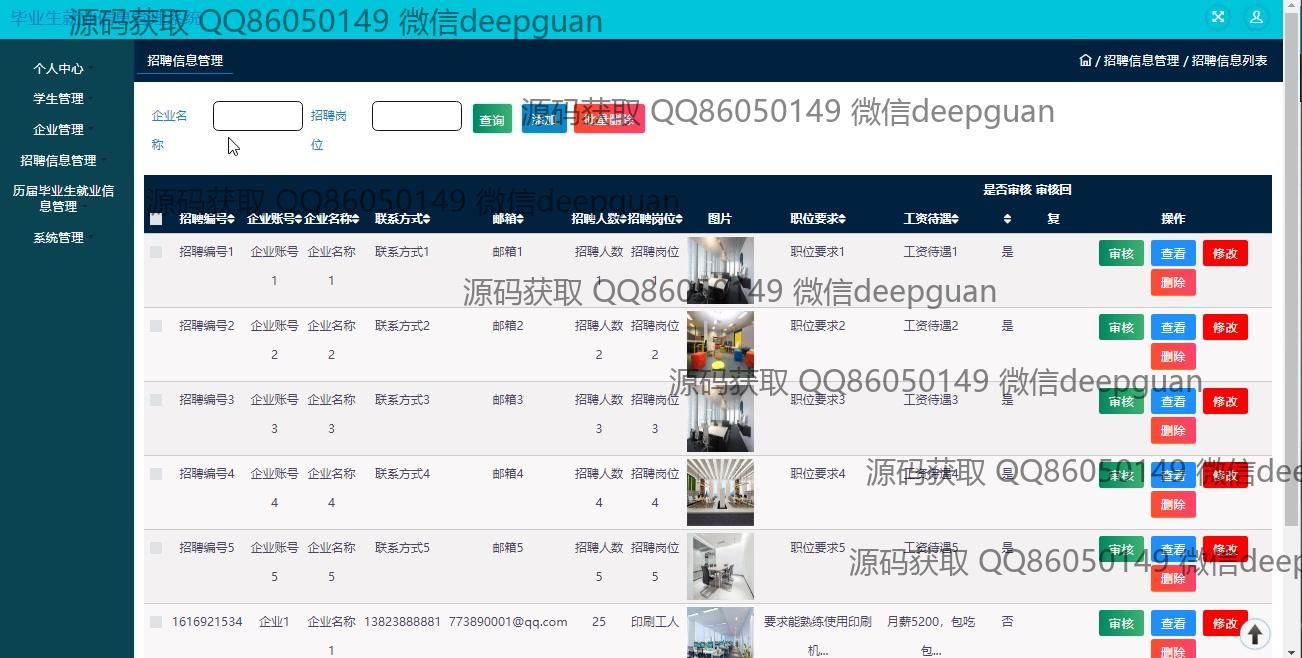 毕业生就业信息管理系统
源码获取 QQ86050149 微信deepguan
个人中心
学生管理
企业管理
招聘信息管理
历届毕业生就业信
息管理
系统管理
招聘信息管理
/ 招聘信息管理 / 招聘信息列表
企业名
称
招聘岗
位
查询
添加
批量删除
源码获取 QQ86050149 微信deepguan
源码获取 QQ86050149 微信deepguan
招聘编号 企业账号 企业名称 联系方式 邮箱 招聘人数 招聘岗位 图片 职位要求 工资待遇 是否审核 审核回
复 操作
招聘编号1 企业账号 企业名称 联系方式1 邮箱1 招聘人数 招聘岗位 职位要求1 工资待遇1 是 审核 查看 修改
1 1 1 1 删除
源码获取 QQ86050149 微信deepguan
招聘编号2 企业账号 企业名称 联系方式2 邮箱2 招聘人数 招聘岗位 职位要求2 工资待遇2 是 审核 查看 修改
2 2 2 2 删除
源码获取 QQ86050149 微信deepguan
招聘编号3 企业账号 企业名称 联系方式3 邮箱3 招聘人数 招聘岗位 职位要求3 工资待遇3 是 审核 查看 修改
3 3 3 3 删除
源码获取 QQ86050149 微信dee
招聘编号4 企业账号 企业名称 联系方式4 邮箱4 招聘人数 招聘岗位 职位要求4 工资待遇4 是 审核 查看 修改
4 4 4 4 删除
招聘编号5 企业账号 企业名称 联系方式5 邮箱5 招聘人数 招聘岗位 职位要求5 工资待遇5 是 审核 查看 修改
5 5 5 5 删除
源码获取 QQ86050149 微信deep
1616921534 企业1 企业名称 13823888881 773890001@qq.com 25 印刷工人 要求能熟练使用印刷 月薪5200，包吃 否 审核 查看 修改
1 机... 包... 删除